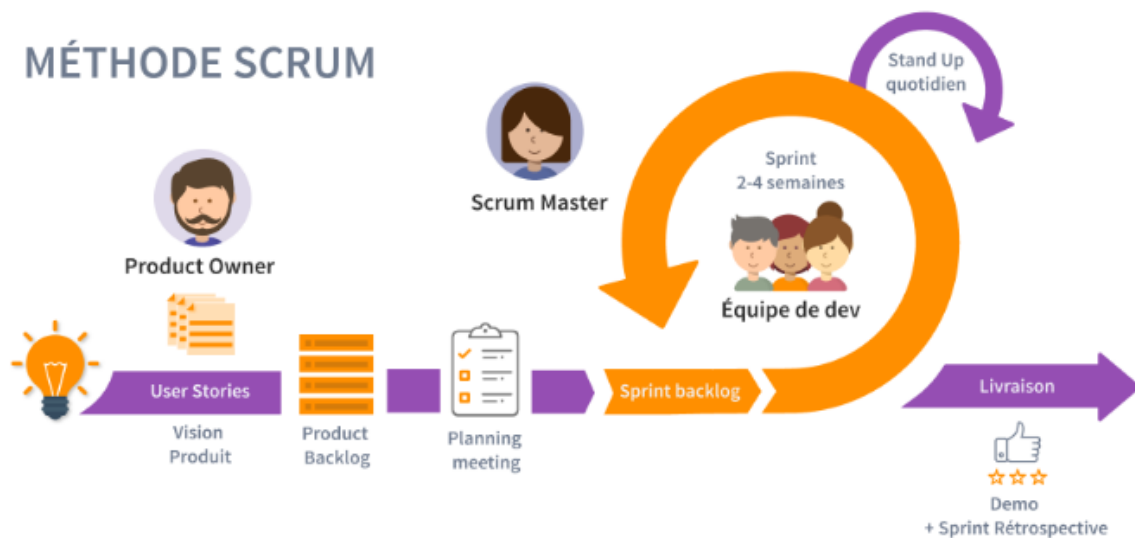 MÉTHODE SCRUM
Stand Up
quotidien
Sprint
2-4 semaines
Scrum Master
Product Owner
Équipe de dev
User Stories
Sprint backlog
Livraison
Vision
Produit
Product
Backlog
Planning
meeting
Demo
+ Sprint Rétrospective